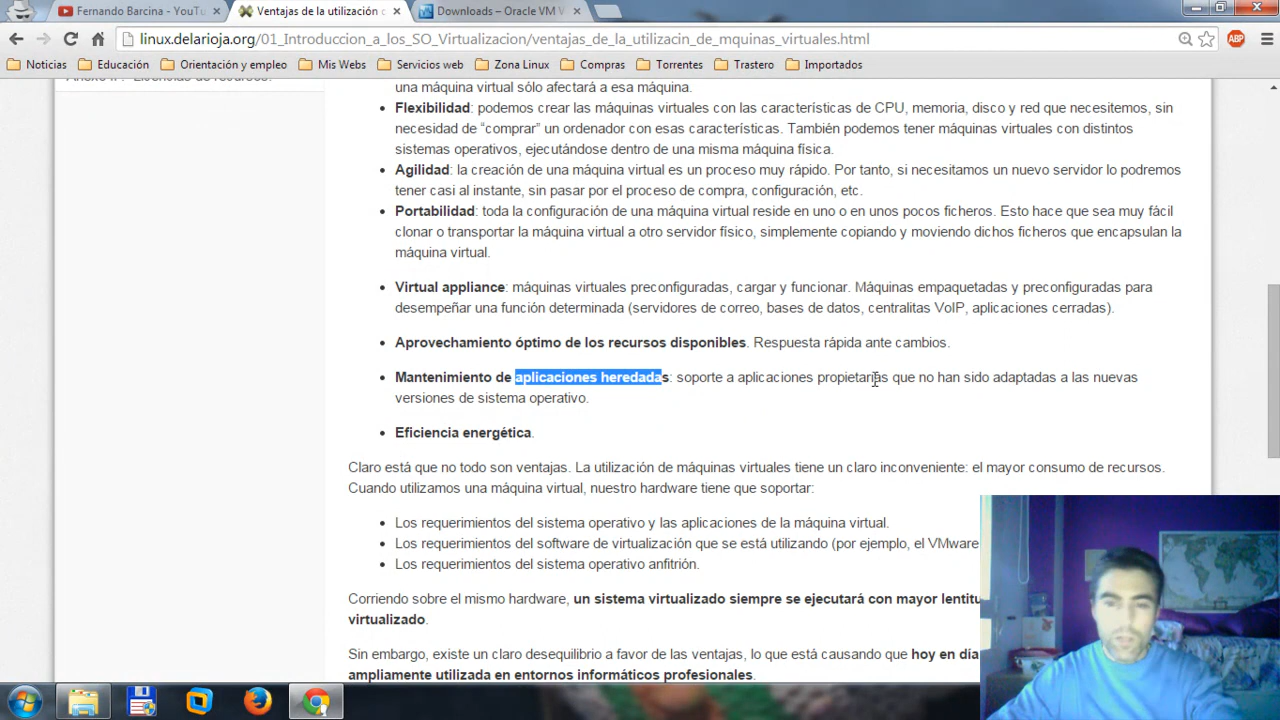 Fernando Barcina - YouTu
Ventajas de la utilización d
Downloads – Oracle VM V
linux.delarioja.org/01_Introduccion_a_los_SO_Virtualizacion/ventajas_de_la_utilizacin_de_mquinas_virtuales.html
ABP
Noticias
Educación
Orientación y empleo
Mis Webs
Servicios web
Zona Linux
Compras
Torrentes
Trastero
Importados
una máquina virtual sólo afectará a esa máquina.
• Flexibilidad: podemos crear las máquinas virtuales con las características de CPU, memoria, disco y red que necesitemos, sin
necesidad de “comprar” un ordenador con esas características. También podemos tener máquinas virtuales con distintos
sistemas operativos, ejecutándose dentro de una misma máquina física.
• Agilidad: la creación de una máquina virtual es un proceso muy rápido. Por tanto, si necesitamos un nuevo servidor lo podremos
tener casi al instante, sin pasar por el proceso de compra, configuración, etc.
• Portabilidad: toda la configuración de una máquina virtual reside en uno o en unos pocos ficheros. Esto hace que sea muy fácil
clonar o transportar la máquina virtual a otro servidor físico, simplemente copiando y moviendo dichos ficheros que encapsulan la
máquina virtual.
• Virtual appliance: máquinas virtuales preconfiguradas, cargar y funcionar. Máquinas empaquetadas y preconfiguradas para
desempeñar una función determinada (servidores de correo, bases de datos, centralitas VoIP, aplicaciones cerradas).
• Aprovechamiento óptimo de los recursos disponibles. Respuesta rápida ante cambios.
• Mantenimiento de aplicaciones heredadas: soporte a aplicaciones propietarias que no han sido adaptadas a las nuevas
versiones de sistema operativo.
• Eficiencia energética.
Claro está que no todo son ventajas. La utilización de máquinas virtuales tiene un claro inconveniente: el mayor consumo de recursos.
Cuando utilizamos una máquina virtual, nuestro hardware tiene que soportar:
• Los requerimientos del sistema operativo y las aplicaciones de la máquina virtual.
• Los requerimientos del software de virtualización que se está utilizando (por ejemplo, el VMware
• Los requerimientos del sistema operativo anfitrión.
Corriendo sobre el mismo hardware, un sistema virtualizado siempre se ejecutará con mayor lentitu
virtualizado.
Sin embargo, existe un claro desequilibrio a favor de las ventajas, lo que está causando que hoy en día
ampliamente utilizada en entornos informáticos profesionales.